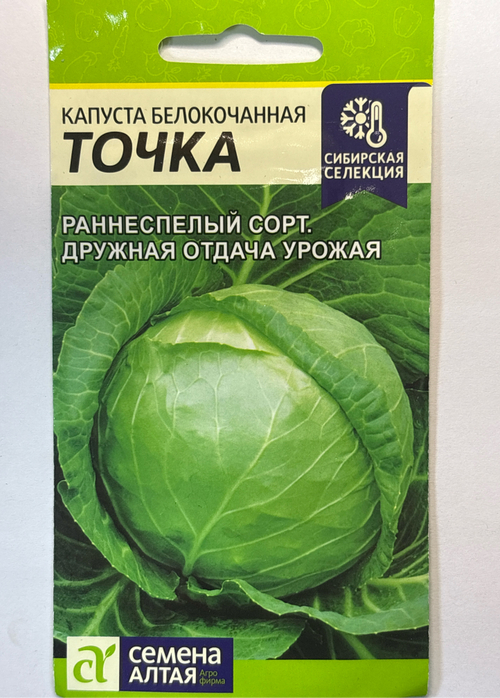 КАПУСТА БЕЛОКОЧАННАЯ
ТОЧКА
СИБИРСКАЯ
СЕЛЕКЦИЯ
РАННЕСПЕЛЫЙ СОРТ.
ДРУЖНАЯ ОТДАЧА УРОЖАЯ
семена
АЛТАЯ
Агро
фирма